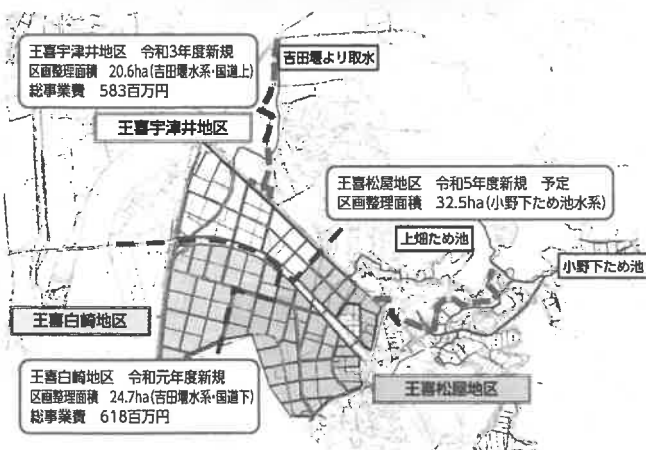 王喜宇津井地区　令和3年度新規
区画整理面積　20.6ha(吉田堰水系・国道上)
総事業費　583百万円
吉田堰より取水
王喜宇津井地区
王喜松屋地区　令和5年度新規　予定
区画整理面積　32.5ha(小野下ため池水系)
上畑ため池
小野下ため池
王喜白崎地区
王喜白崎地区　令和元年度新規
区画整理面積　24.7ha(吉田堰水系・国道下)
総事業費　618百万円
王喜松屋地区